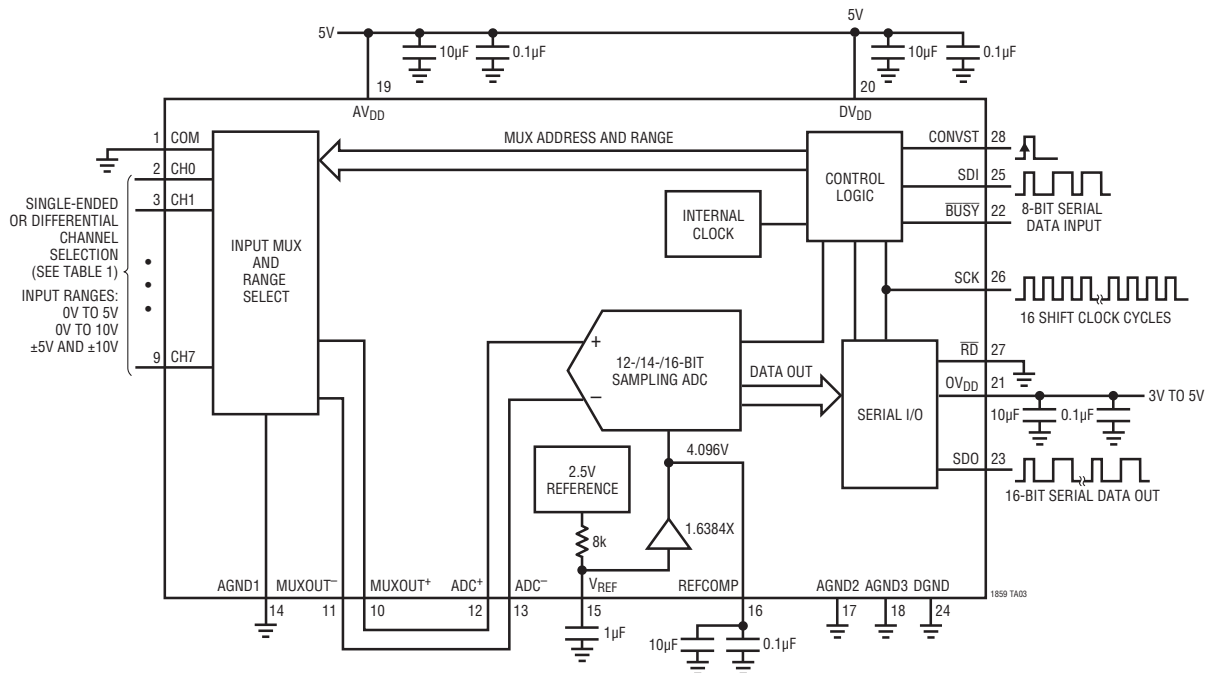 5V
10µF
0.1µF
5V
10µF
0.1µF
19
20
AVDD
DVDD
1
COM
2
CH0
3
CH1
9
CH7
SINGLE-ENDED
OR DIFFERENTIAL
CHANNEL
SELECTION
(SEE TABLE 1)
INPUT RANGES:
0V TO 5V
0V TO 10V
±5V AND ±10V
INPUT MUX
AND
RANGE
SELECT
MUX ADDRESS AND RANGE
INTERNAL
CLOCK
CONTROL
LOGIC
CONVST
28
SDI
25
BUSY
22
8-BIT SERIAL
DATA INPUT
SCK
26
16 SHIFT CLOCK CYCLES
+
–
12-/14-/16-BIT
SAMPLING ADC
DATA OUT
SERIAL I/O
RD
27
OVDD
21
3V TO 5V
10µF
0.1µF
SDO
23
16-BIT SERIAL DATA OUT
4.096V
2.5V
REFERENCE
8k
1.6384X
AGND1
MUXOUT–
MUXOUT+
ADC+
ADC–
VREF
REFCOMP
AGND2
AGND3
DGND
1859 TA03
14
11
10
12
13
15
16
17
18
24
1µF
10µF
0.1µF